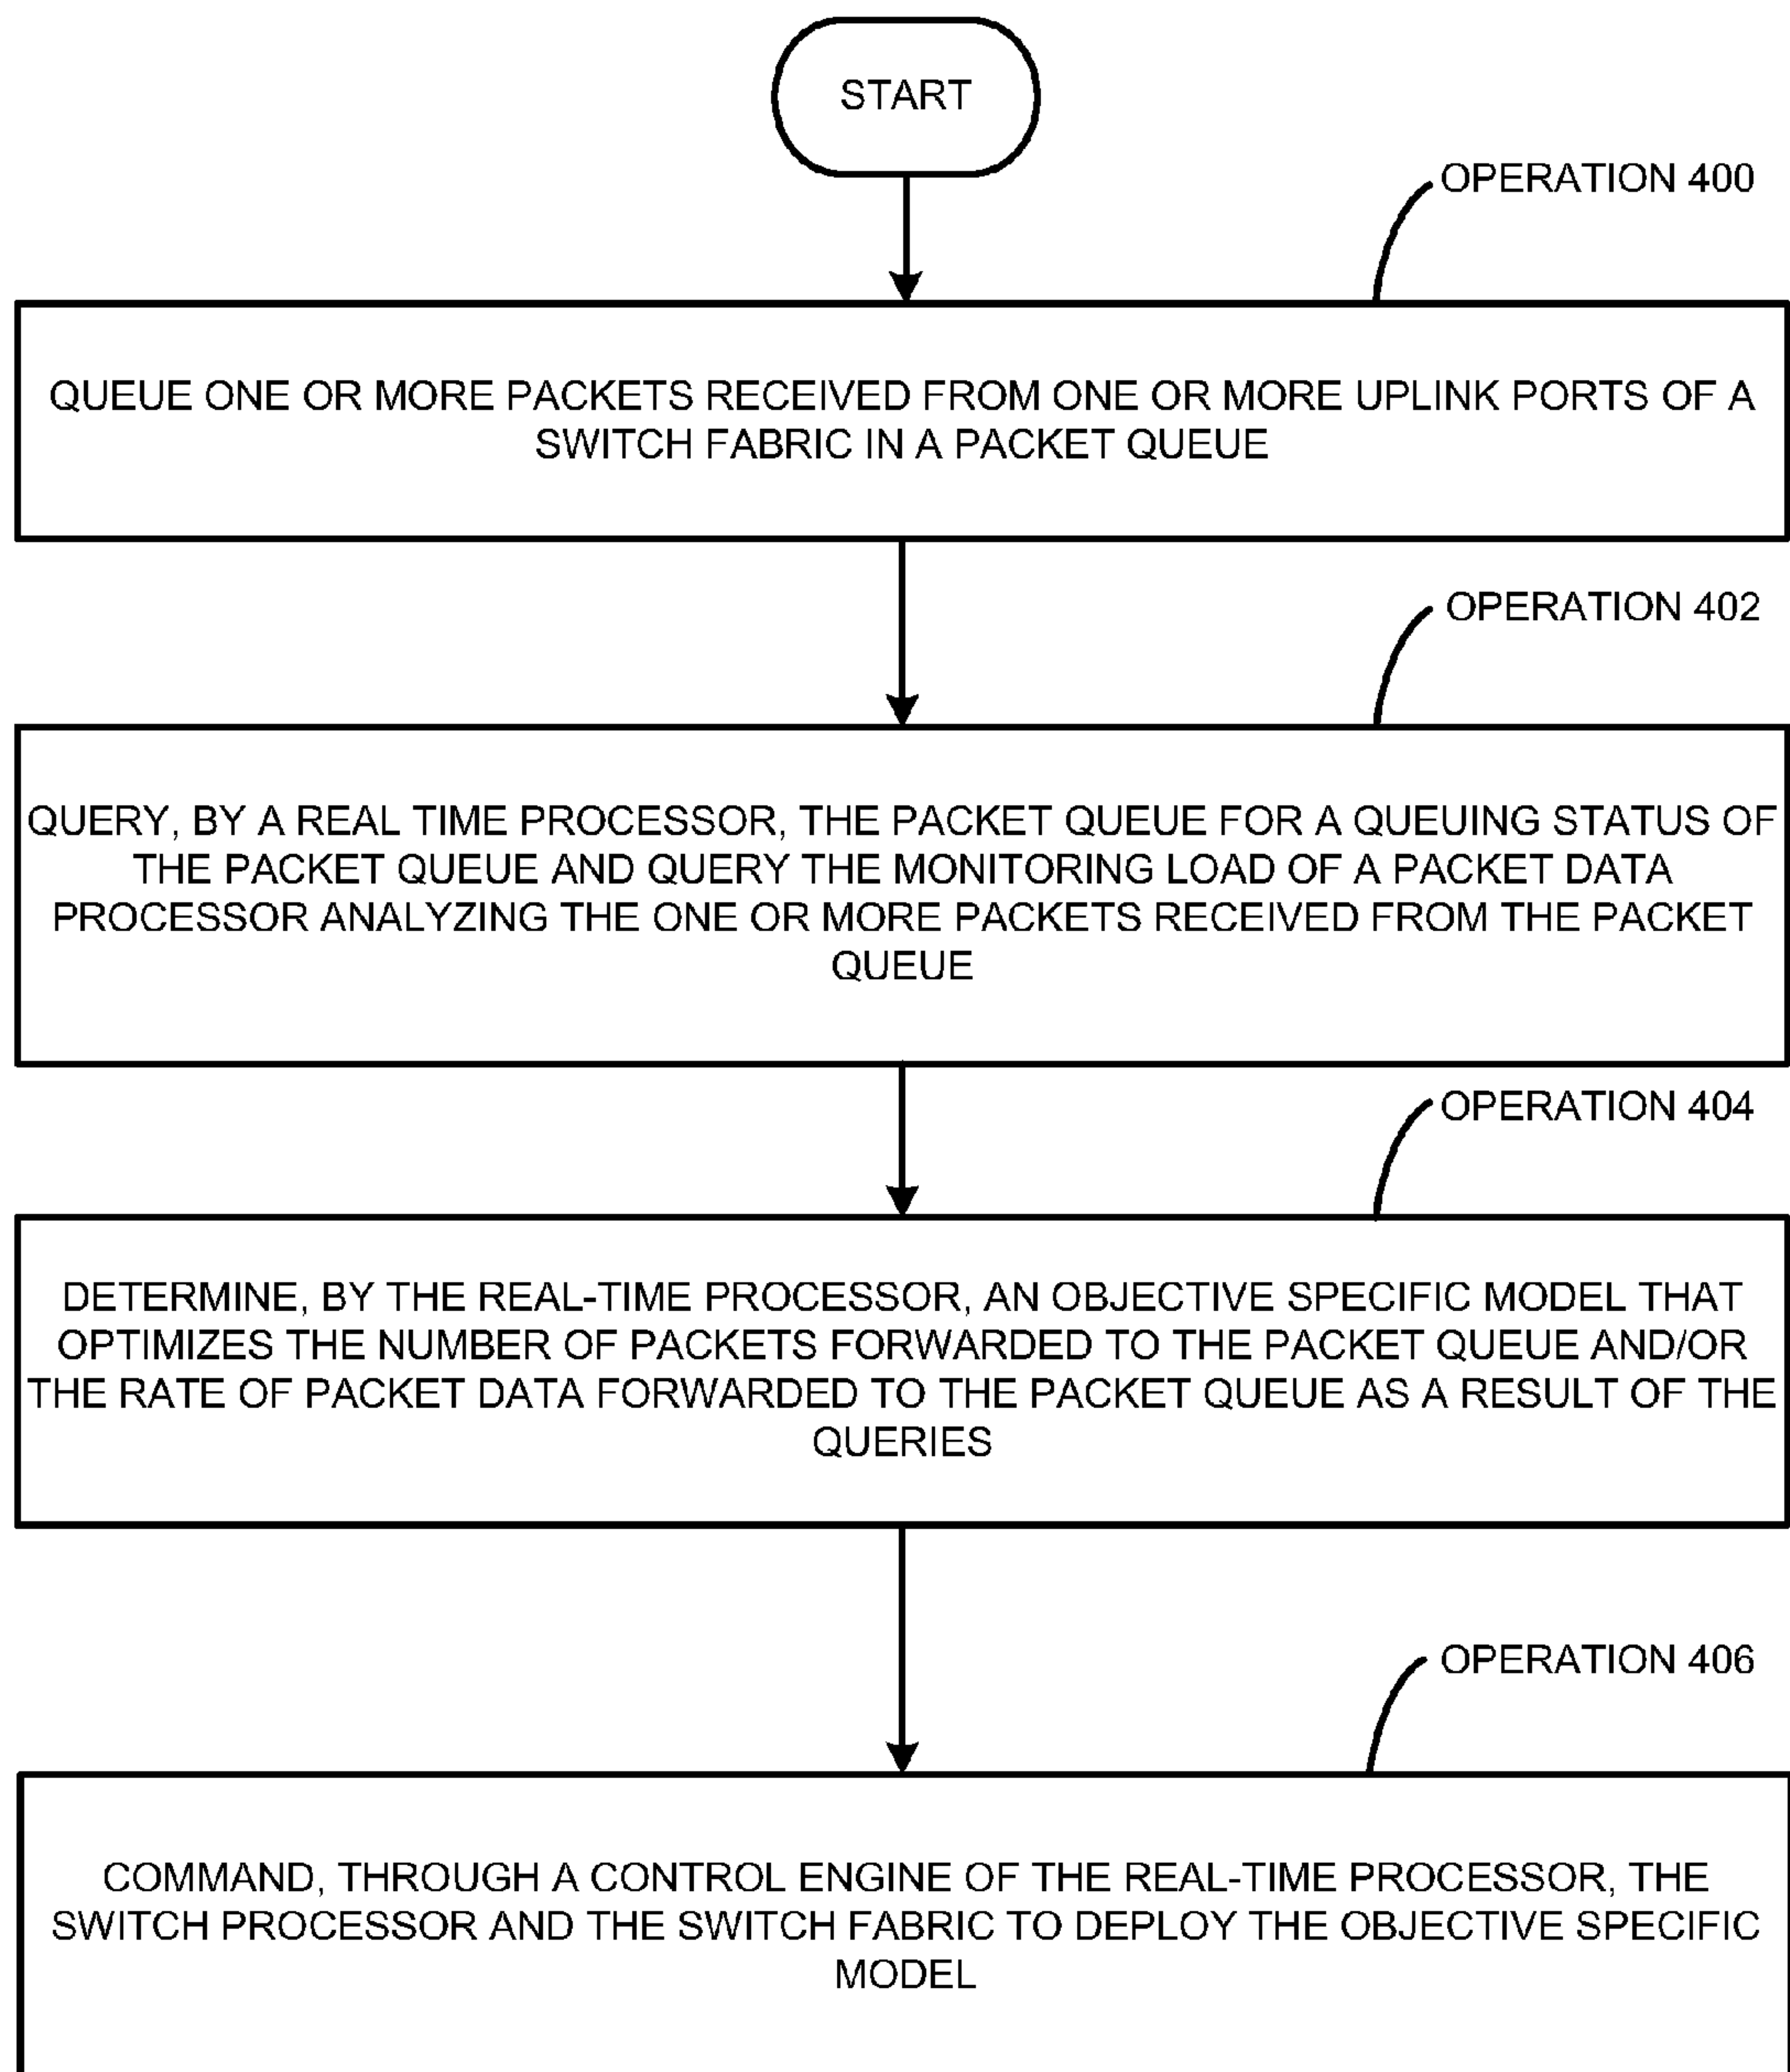 START
OPERATION 400
QUEUE ONE OR MORE PACKETS RECEIVED FROM ONE OR MORE UPLINK PORTS OF A
SWITCH FABRIC IN A PACKET QUEUE
OPERATION 402
QUERY, BY A REAL TIME PROCESSOR, THE PACKET QUEUE FOR A QUEUING STATUS OF
THE PACKET QUEUE AND QUERY THE MONITORING LOAD OF A PACKET DATA
PROCESSOR ANALYZING THE ONE OR MORE PACKETS RECEIVED FROM THE PACKET
QUEUE
OPERATION 404
DETERMINE, BY THE REAL-TIME PROCESSOR, AN OBJECTIVE SPECIFIC MODEL THAT
OPTIMIZES THE NUMBER OF PACKETS FORWARDED TO THE PACKET QUEUE AND/OR
THE RATE OF PACKET DATA FORWARDED TO THE PACKET QUEUE AS A RESULT OF THE
QUERIES
OPERATION 406
COMMAND, THROUGH A CONTROL ENGINE OF THE REAL-TIME PROCESSOR, THE
SWITCH PROCESSOR AND THE SWITCH FABRIC TO DEPLOY THE OBJECTIVE SPECIFIC
MODEL